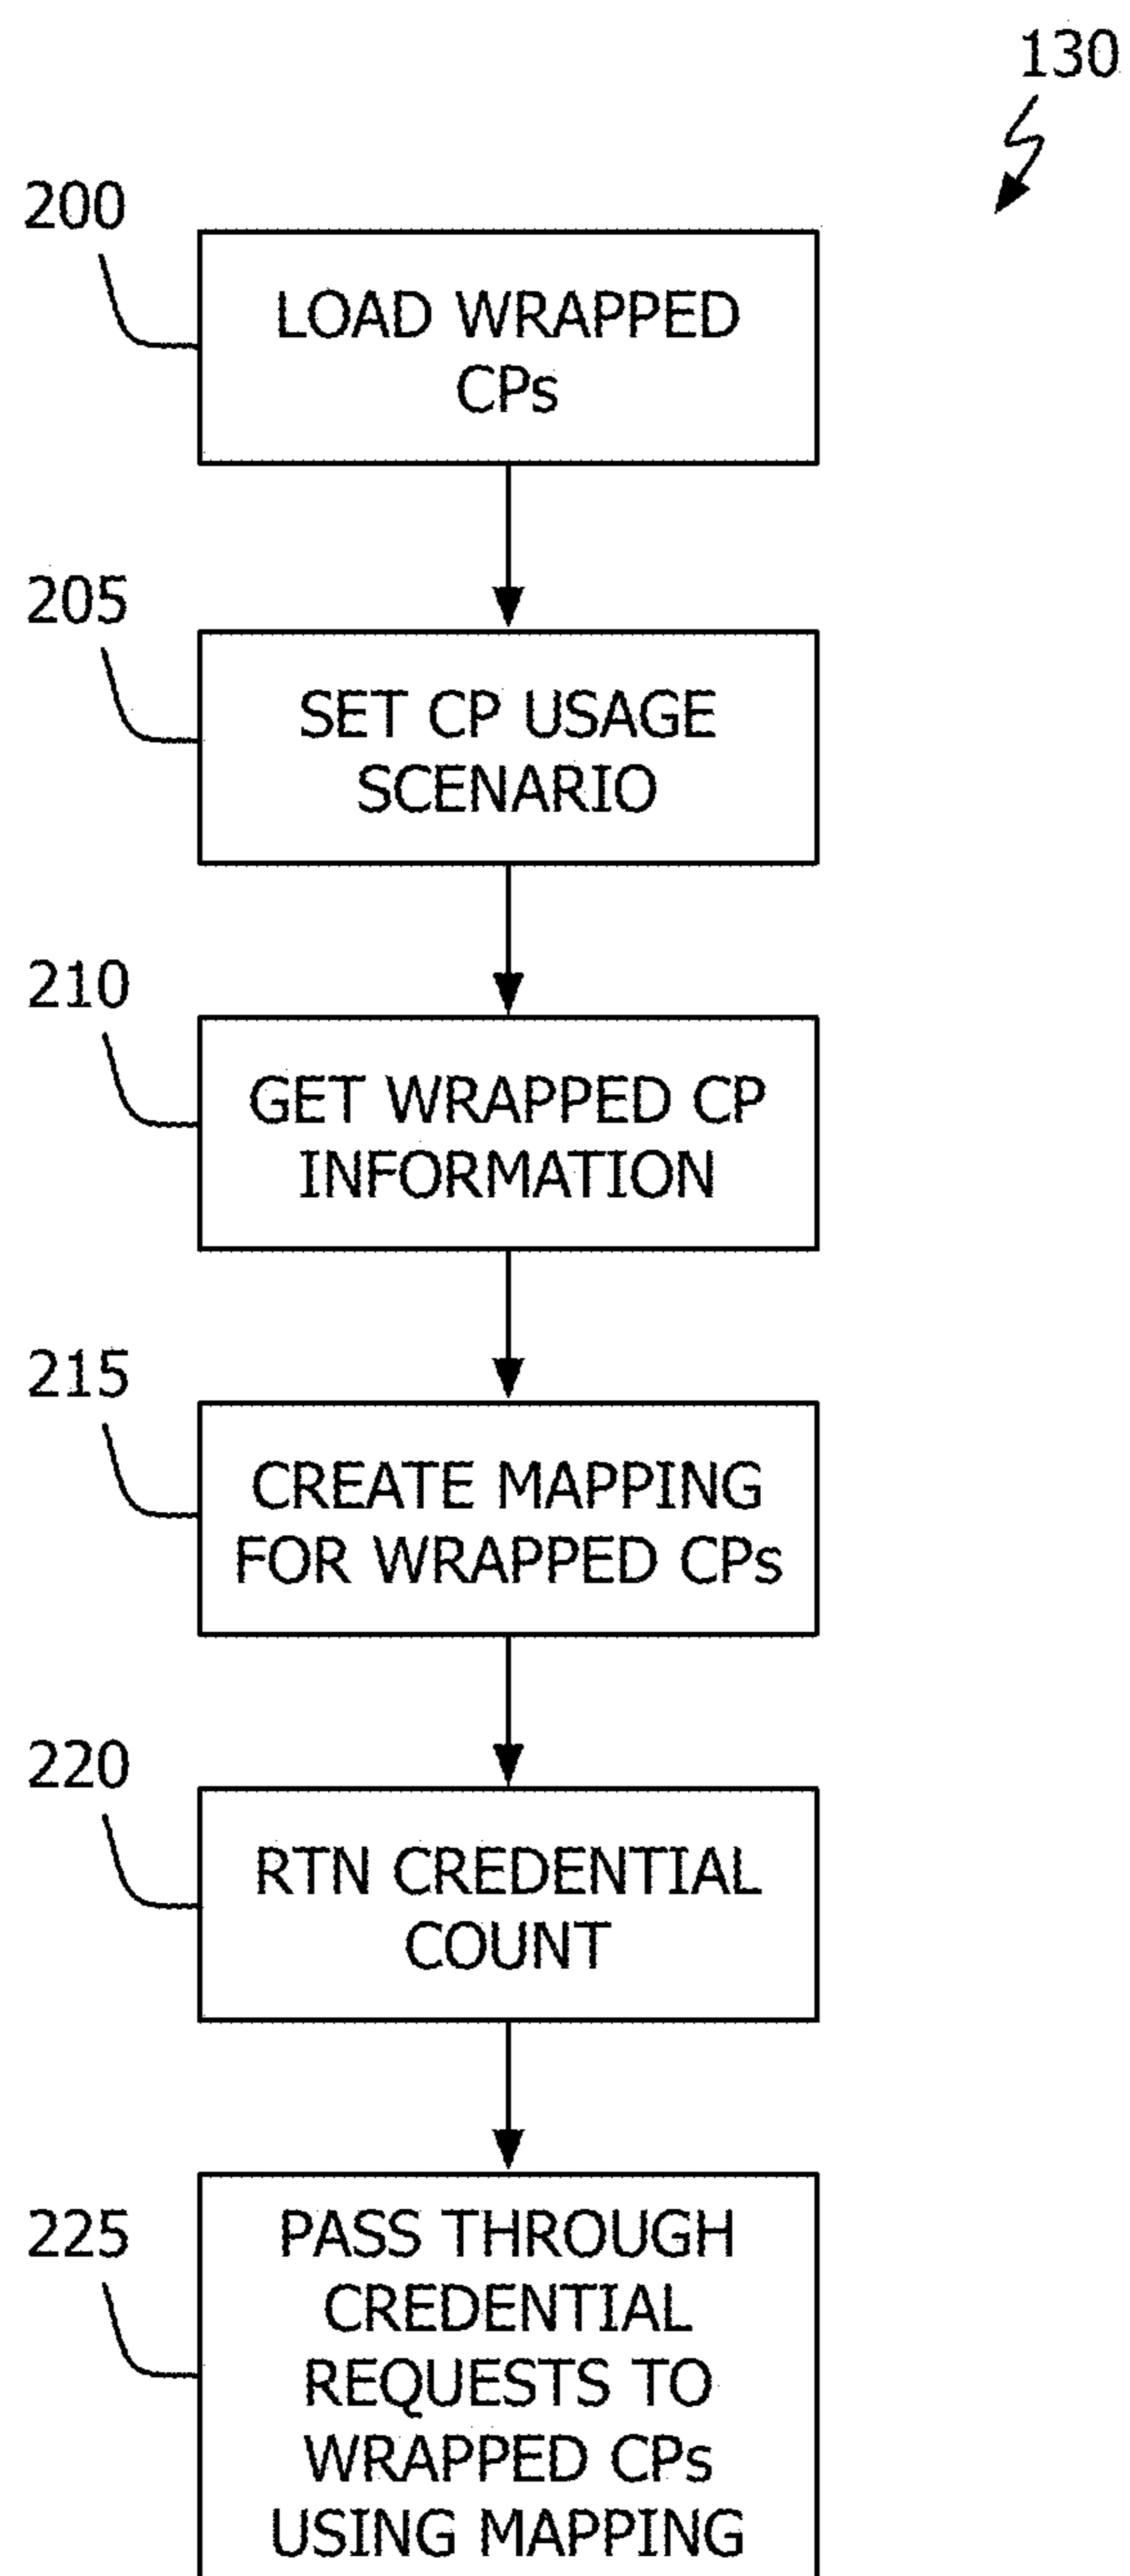 130
200
LOAD WRAPPED
CPs
205
SET CP USAGE
SCENARIO
210
GET WRAPPED CP
INFORMATION
215
CREATE MAPPING
FOR WRAPPED CPs
220
RTN CREDENTIAL
COUNT
225
PASS THROUGH
CREDENTIAL
REQUESTS TO
WRAPPED CPs
USING MAPPING